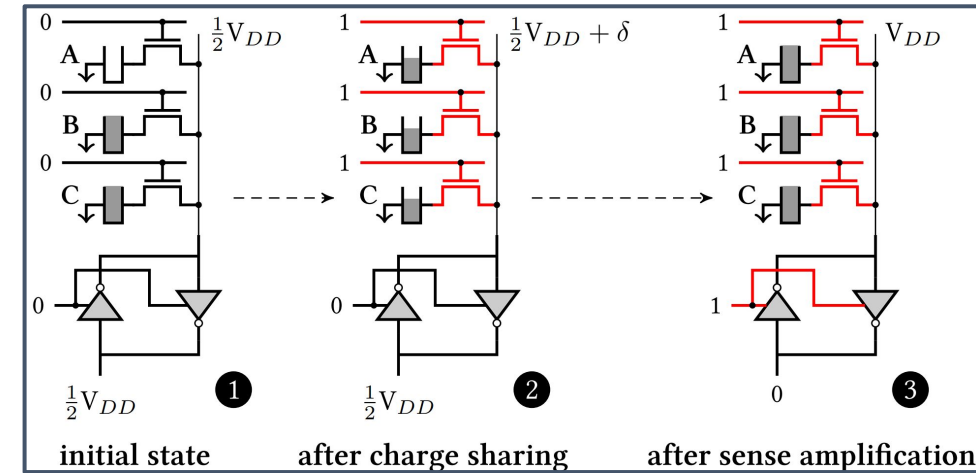 0 ½V_DD 1 ½V_DD + δ 1 V_DD
A A A
0 1 1
B B B
0 1 1
C C C
0 0 1
½V_DD 1 ½V_DD 2 0 3
initial state after charge sharing after sense amplification